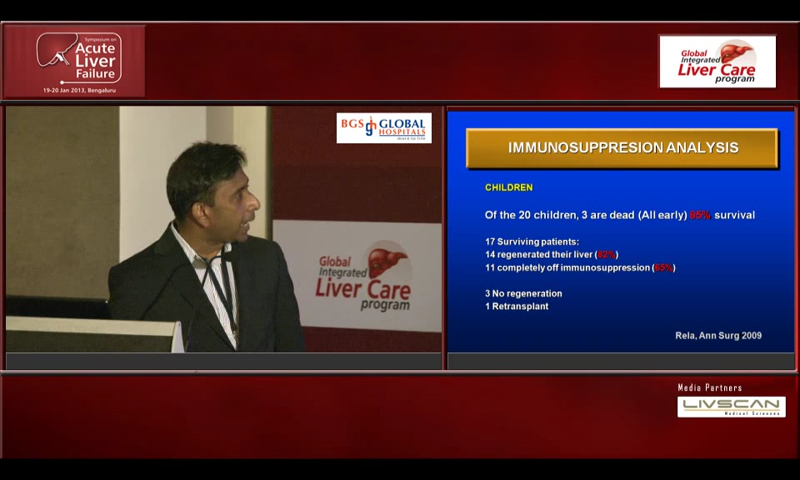 Symposium on
Acute
Liver
Failure
19-20 Jan 2013, Bengaluru
Global
Integrated
Liver Care
program
BGS GLOBAL
HOSPITALS
Global
Integrated
Liver Care
program
IMMUNOSUPPRESION ANALYSIS
CHILDREN
Of the 20 children, 3 are dead (All early) 85% survival
17 Surviving patients:
14 regenerated their liver (82%)
11 completely off immunosuppression (65%)
3 No regeneration
1 Retransplant
Rela, Ann Surg 2009
Media Partners
LIVSCAN
Medical Sciences